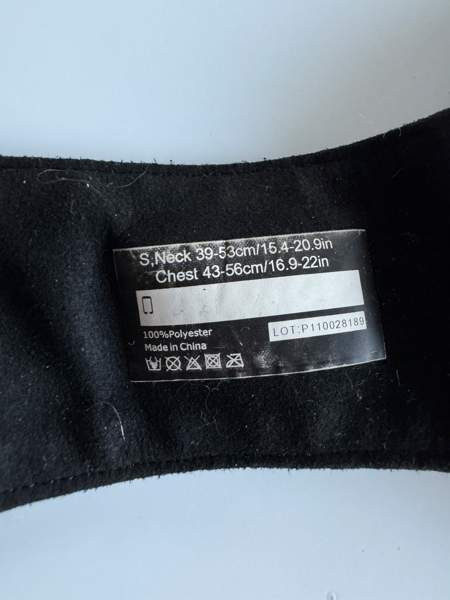 S,Neck 39-53cm/15.4-20.9in
Chest 43-56cm/16.9-22in
100%Polyester
Made in China
LOT:P110028189